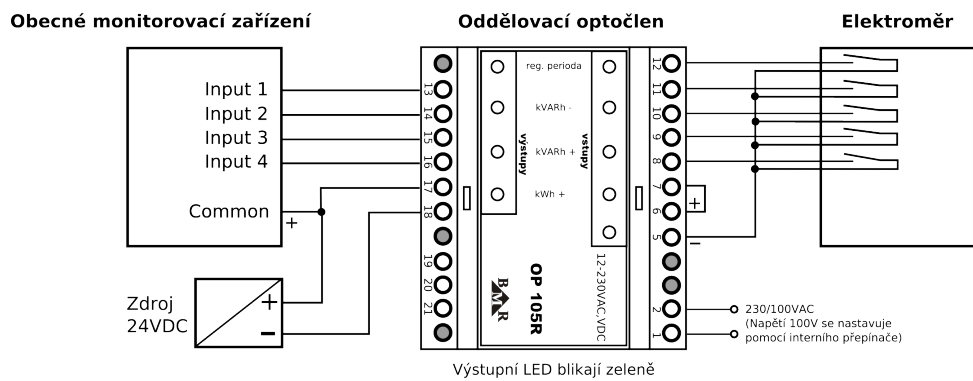 Obecné monitorovací zařízení
Oddělovací optočlen
Elektroměr
Input 1
Input 2
Input 3
Input 4
Common
+
Zdroj
24VDC
+
−
13
14
15
16
17
18
19
20
21
reg. perioda
kVARh -
kVARh +
kWh +
výstupy
vstupy
BMR
OP 105R
12-230VAC,VDC
12
11
10
9
8
7
6
5
2
1
+
−
230/100VAC
(Napětí 100V se nastavuje
pomocí interního přepínače)
Výstupní LED blikají zeleně